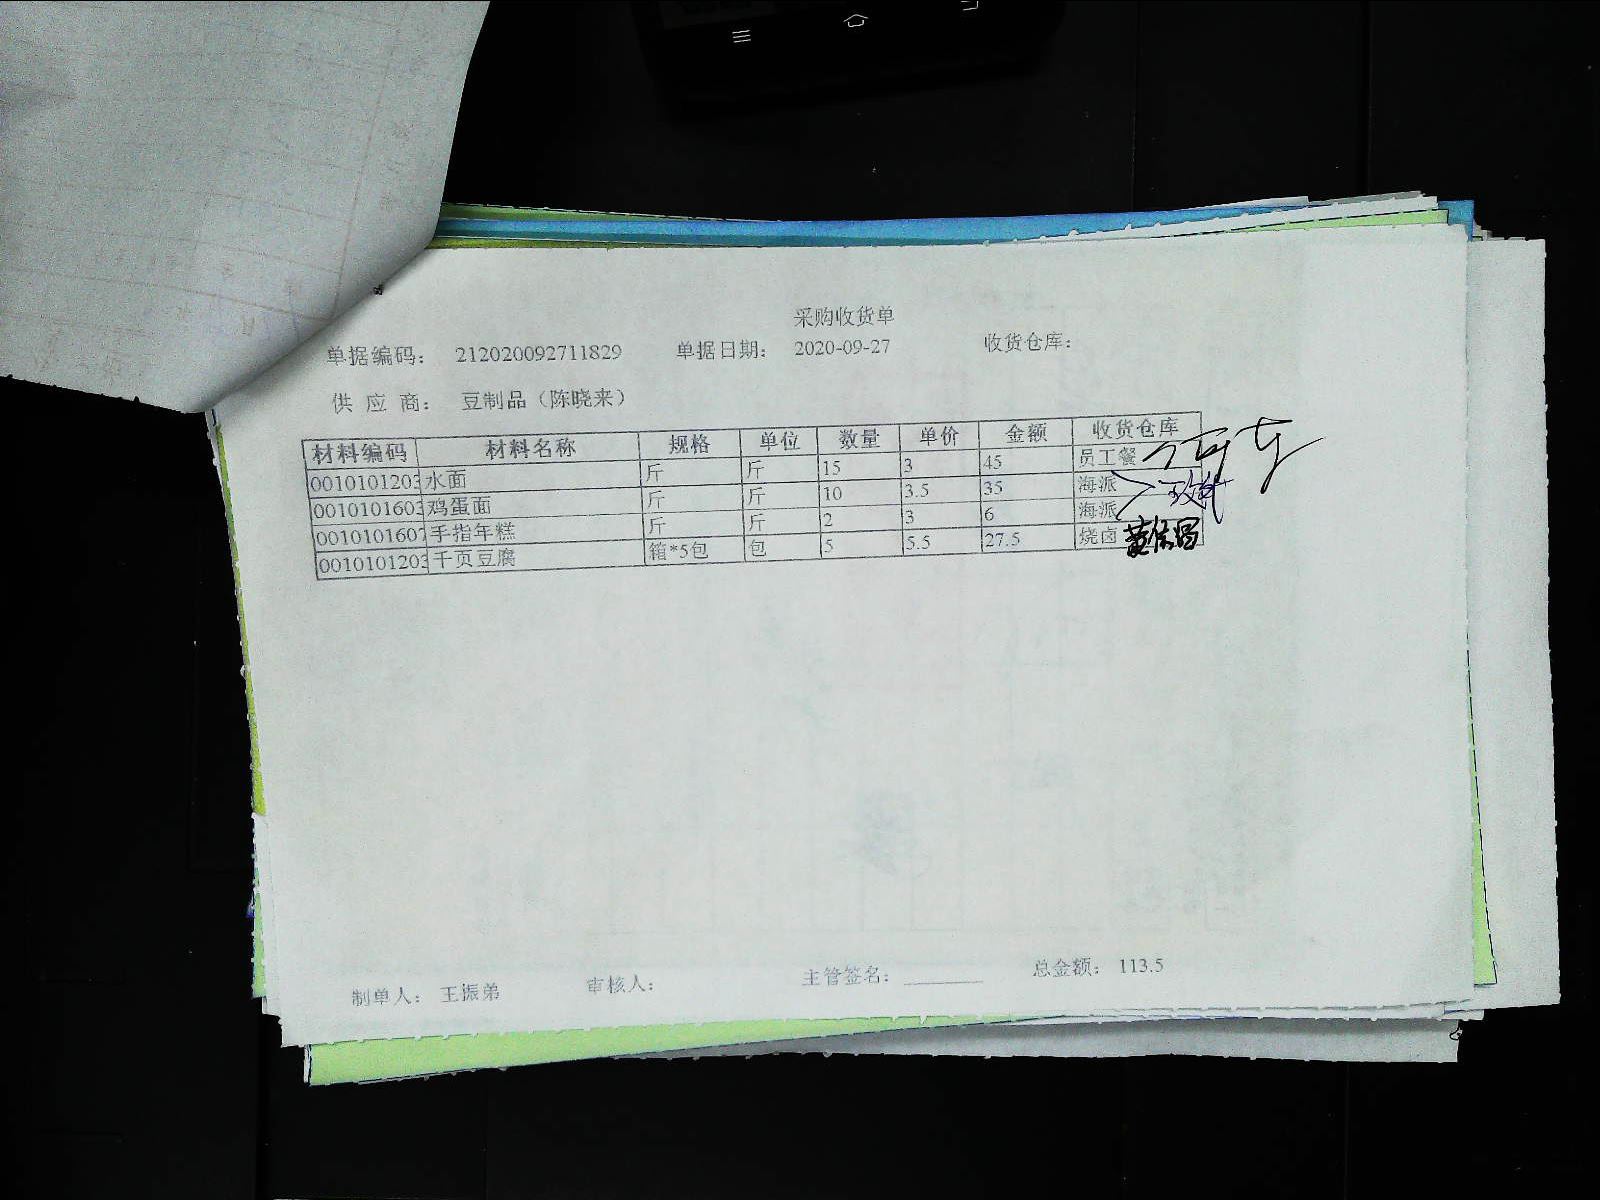 采购收货单
单据编码： 212020092711829 单据日期： 2020-09-27 收货仓库：
供 应 商： 豆制品（陈晓来）
材料编码 材料名称 规格 单位 数量 单价 金额 收货仓库
0010101203 水面 斤 斤 15 3 45 员工餐
0010101603 鸡蛋面 斤 斤 10 3.5 35 海派
0010101607 手指年糕 斤 斤 2 3 6 海派
0010101203 千页豆腐 箱*5包 包 5 5.5 27.5 烧卤
制单人： 王振弟 审核人： 主管签名： 总金额： 113.5